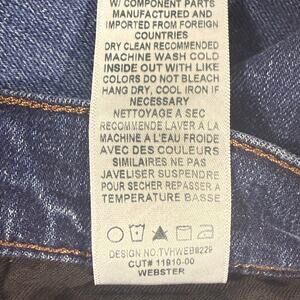 W/ COMPONENT PARTS
MANUFACTURED AND
IMPORTED FROM FOREIGN
COUNTRIES
DRY CLEAN RECOMMENDED
MACHINE WASH COLD
INSIDE OUT WITH LIKE
COLORS DO NOT BLEACH
HANG DRY, COOL IRON IF
NECESSARY
NETTOYAGE A SEC
RECOMMENDE LAVER A LA
MACHINE A L'EAU FROIDE
AVEC DES COULEURS
SIMILAIRES NE PAS
JAVELISER SUSPENDRE
POUR SECHER REPASSER A
TEMPERATURE BASSE
DESIGN NO:TVHWEB8229
CUT# 11910-00
WEBSTER